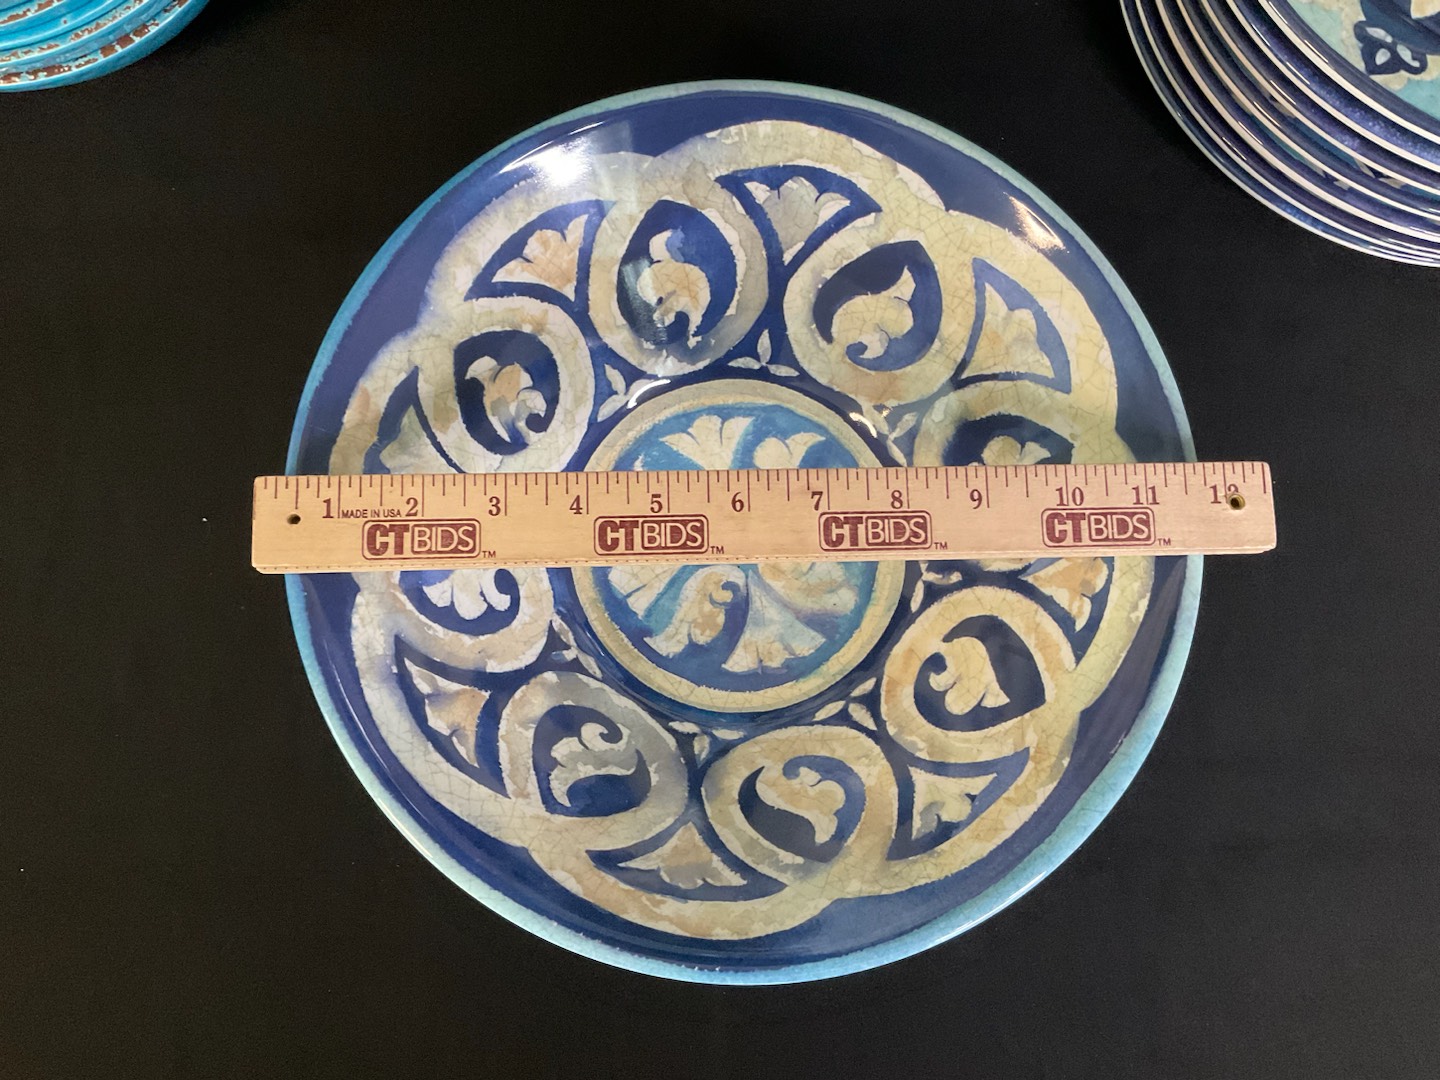 1 2 3 4 5 6 7 8 9 10 11 12
MADE IN USA
CTBIDS™ CTBIDS™ CTBIDS™ CTBIDS™